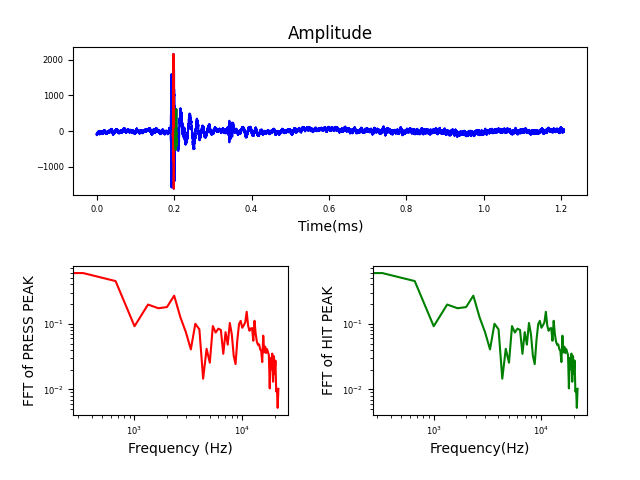 Amplitude
2000
1000
0
−1000
0.0 0.2 0.4 0.6 0.8 1.0 1.2
Time(ms)
FFT of PRESS PEAK
10⁻¹
10⁻²
10³ 10⁴
Frequency (Hz)
FFT of HIT PEAK
10⁻¹
10⁻²
10³ 10⁴
Frequency(Hz)